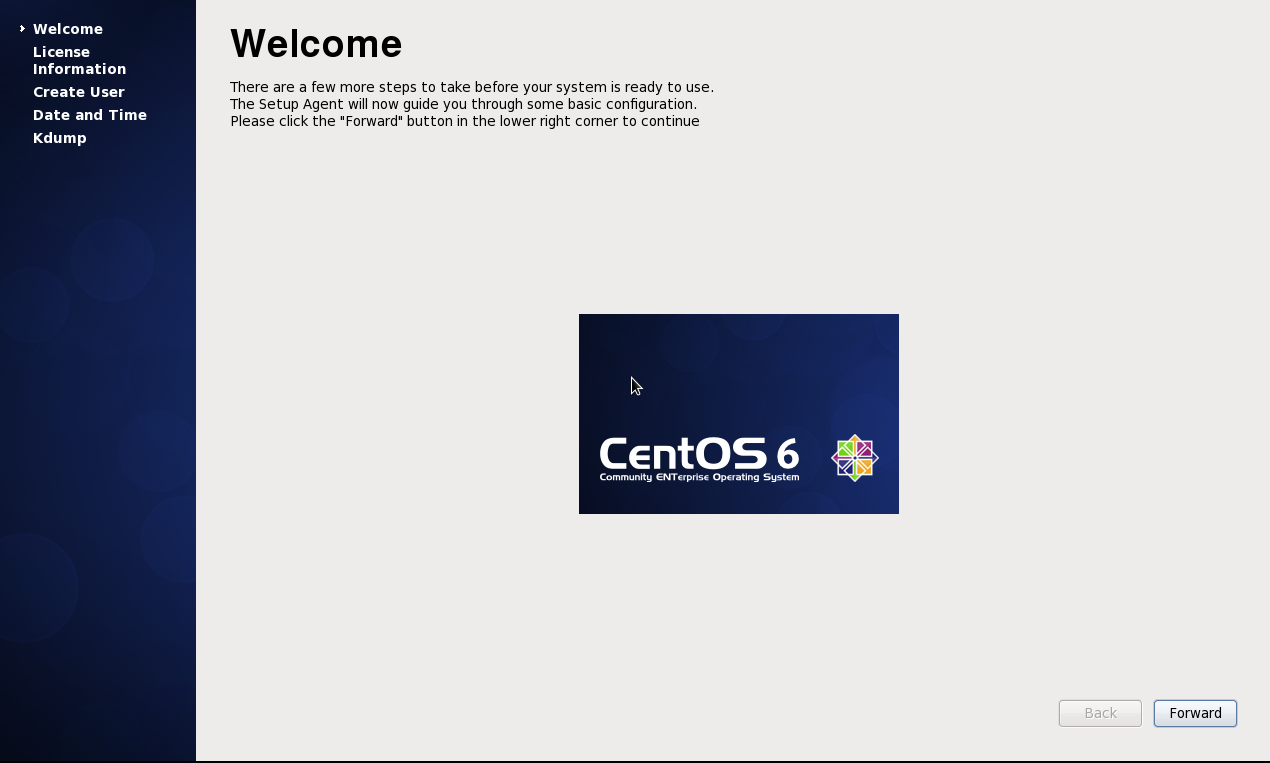 Welcome
License
Information
Create User
Date and Time
Kdump
Welcome
There are a few more steps to take before your system is ready to use.
The Setup Agent will now guide you through some basic configuration.
Please click the "Forward" button in the lower right corner to continue
CentOS 6
Community ENTerprise Operating System
Back
Forward